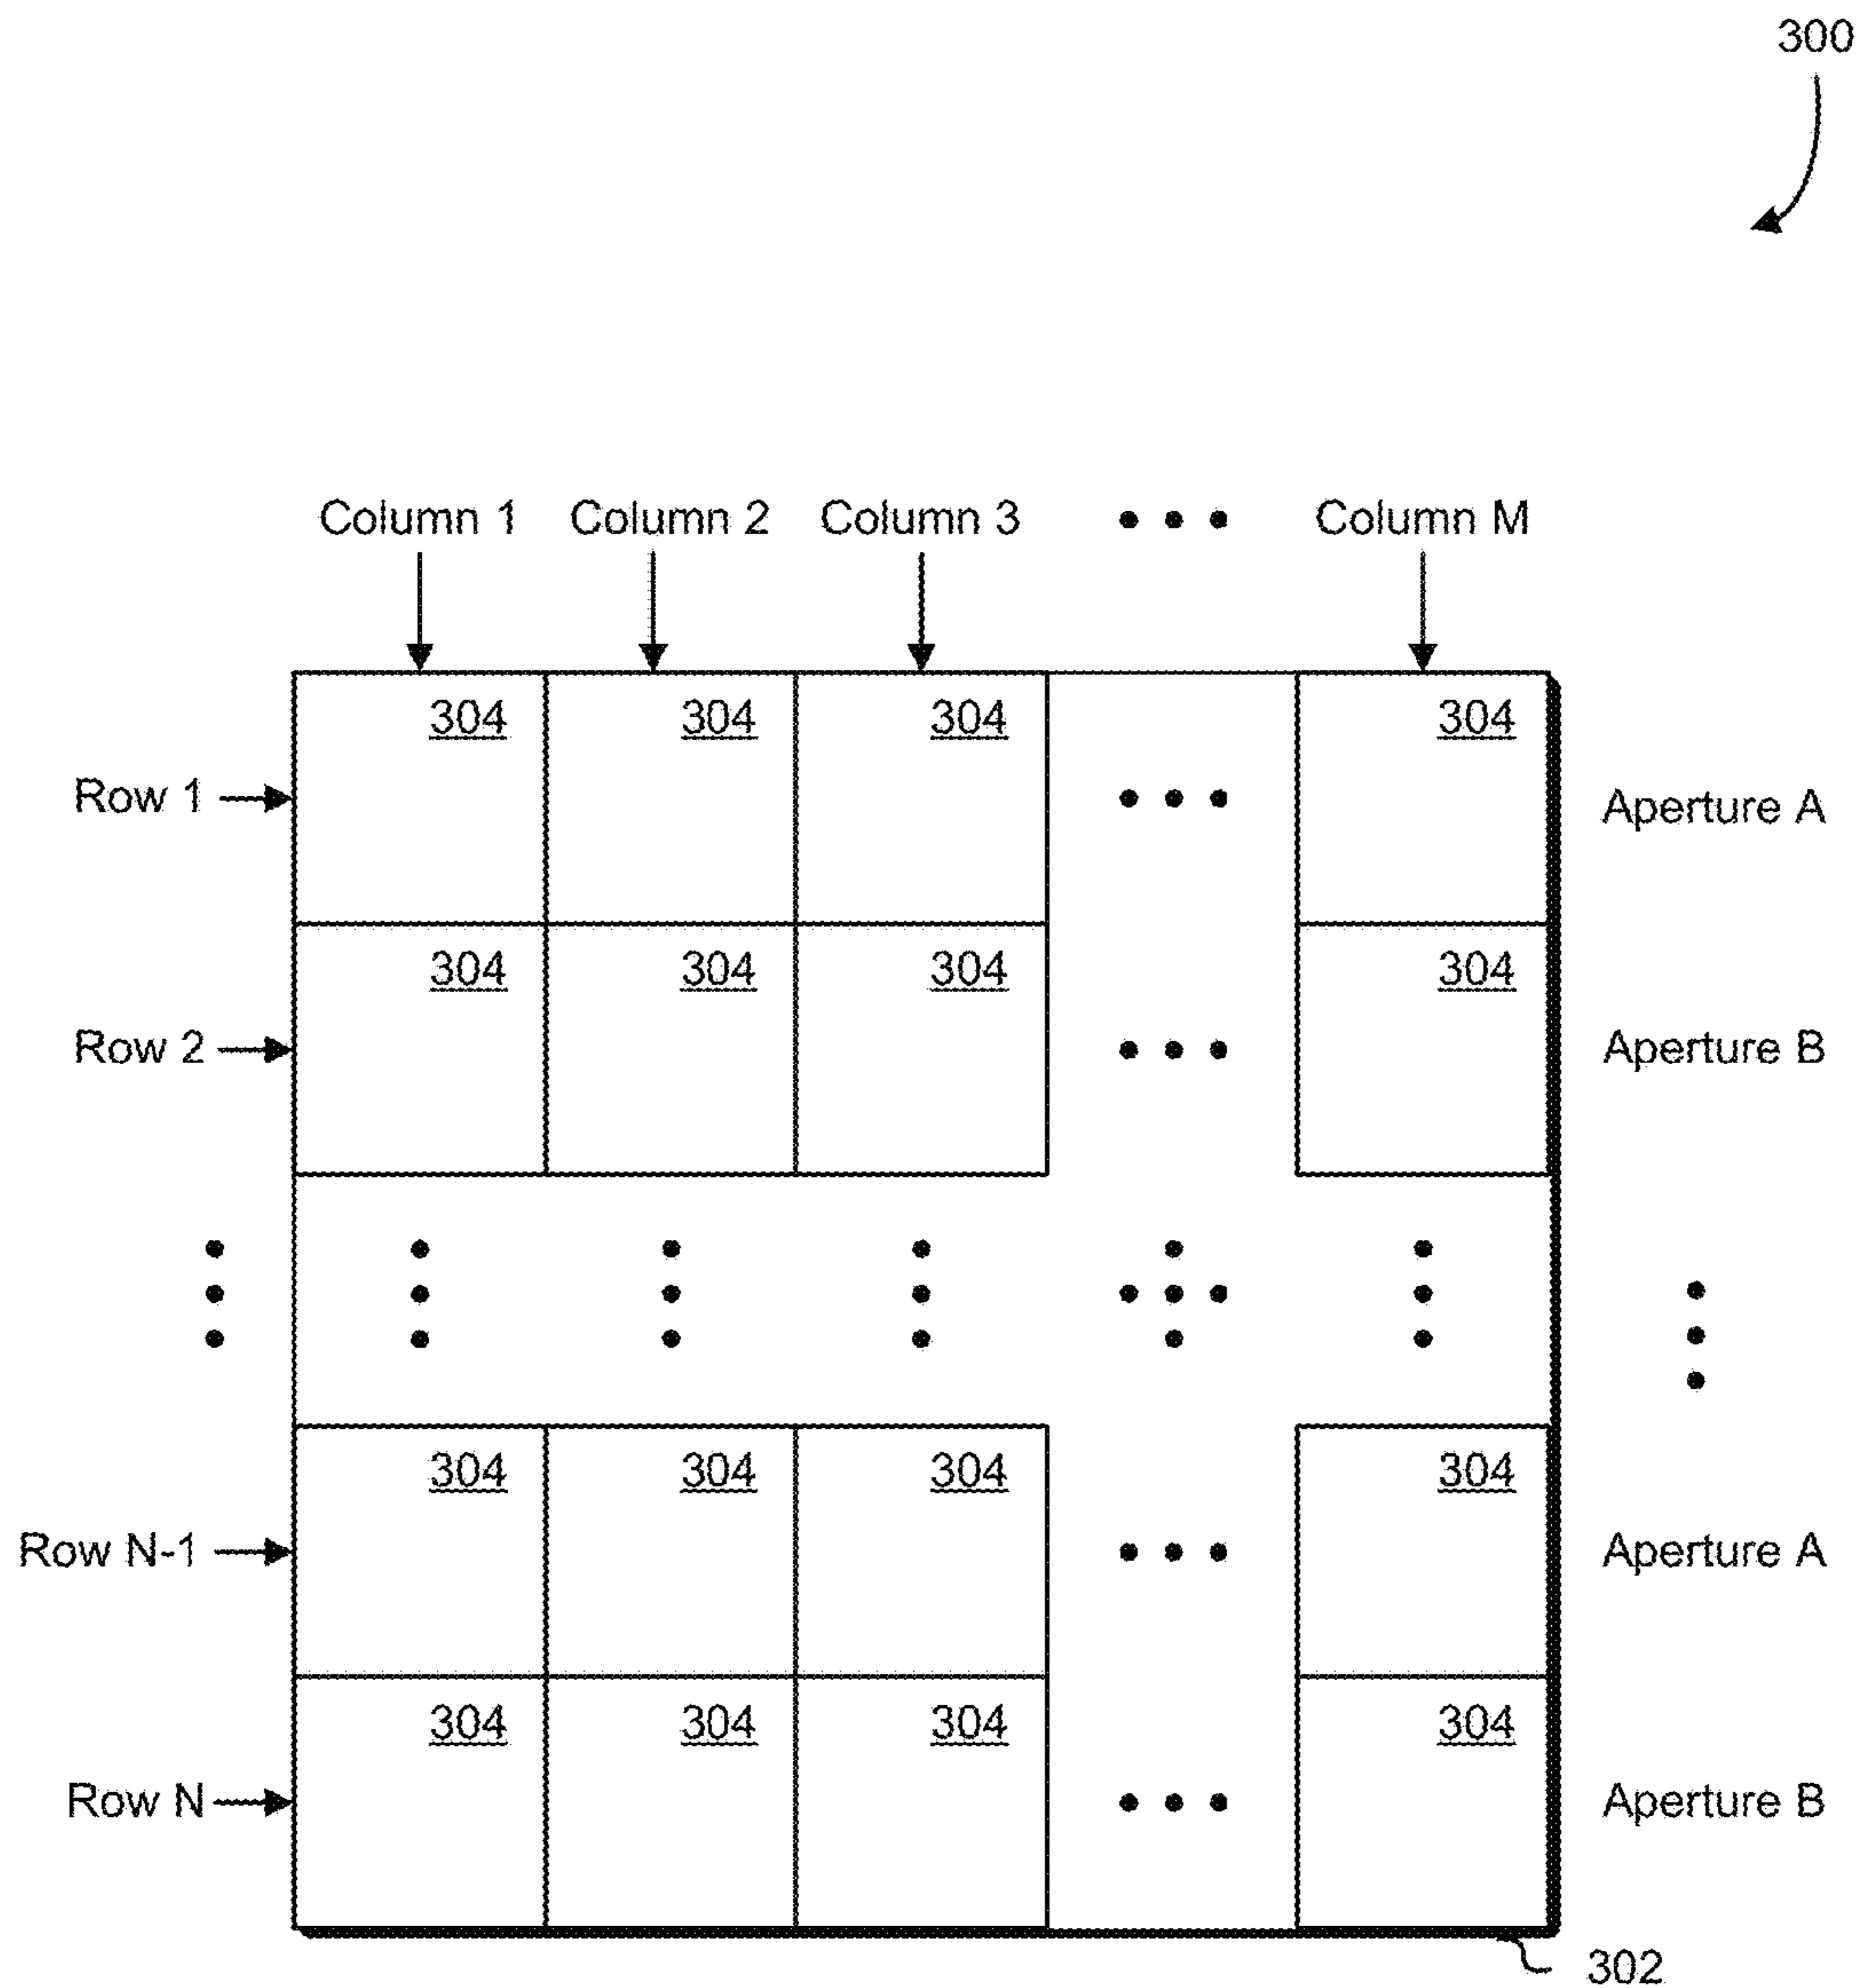 300
Column 1 Column 2 Column 3 • • • Column M
304 304 304 304
Row 1 • • • Aperture A
304 304 304 304
Row 2 • • • Aperture B
304 304 304 304
Row N-1 • • • Aperture A
304 304 304 304
Row N • • • Aperture B
302